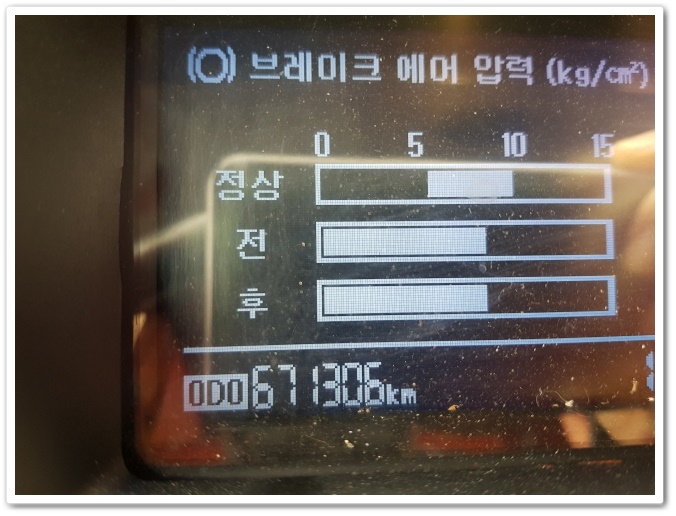 브레이크 에어 압력 (kg/cm²)
0 5 10 15
정상
전
후
ODO 671306km